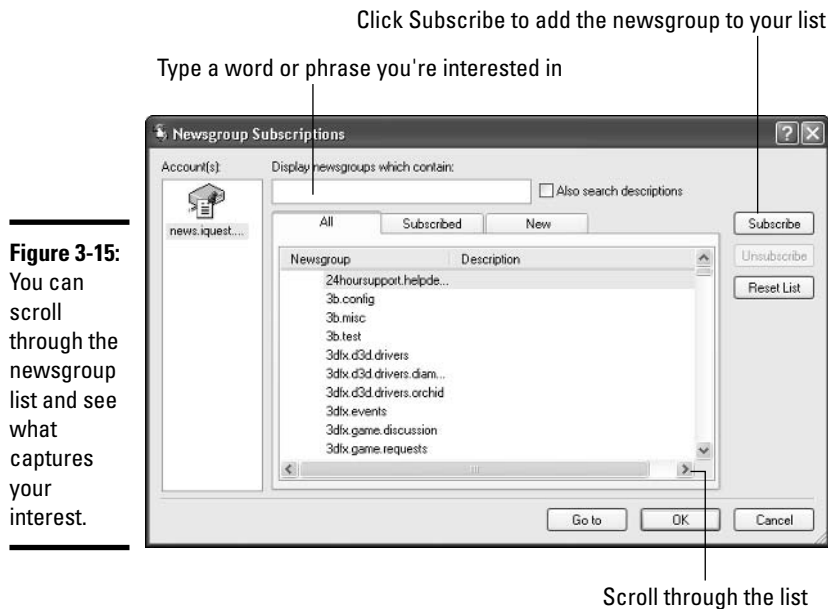 Click Subscribe to add the newsgroup to your list
Type a word or phrase you're interested in
Newsgroup Subscriptions
Account(s):
Display newsgroups which contain:
Also search descriptions
news.iquest....
All
Subscribed
New
Subscribe
Unsubscribe
Reset List
Newsgroup
Description
24hoursupport.helpde...
3b.config
3b.misc
3b.test
3dfx.d3d.drivers
3dfx.d3d.drivers.diam...
3dfx.d3d.drivers.orchid
3dfx.events
3dfx.game.discussion
3dfx.game.requests
Go to
OK
Cancel
Scroll through the list
Figure 3-15:
You can
scroll
through the
newsgroup
list and see
what
captures
your
interest.